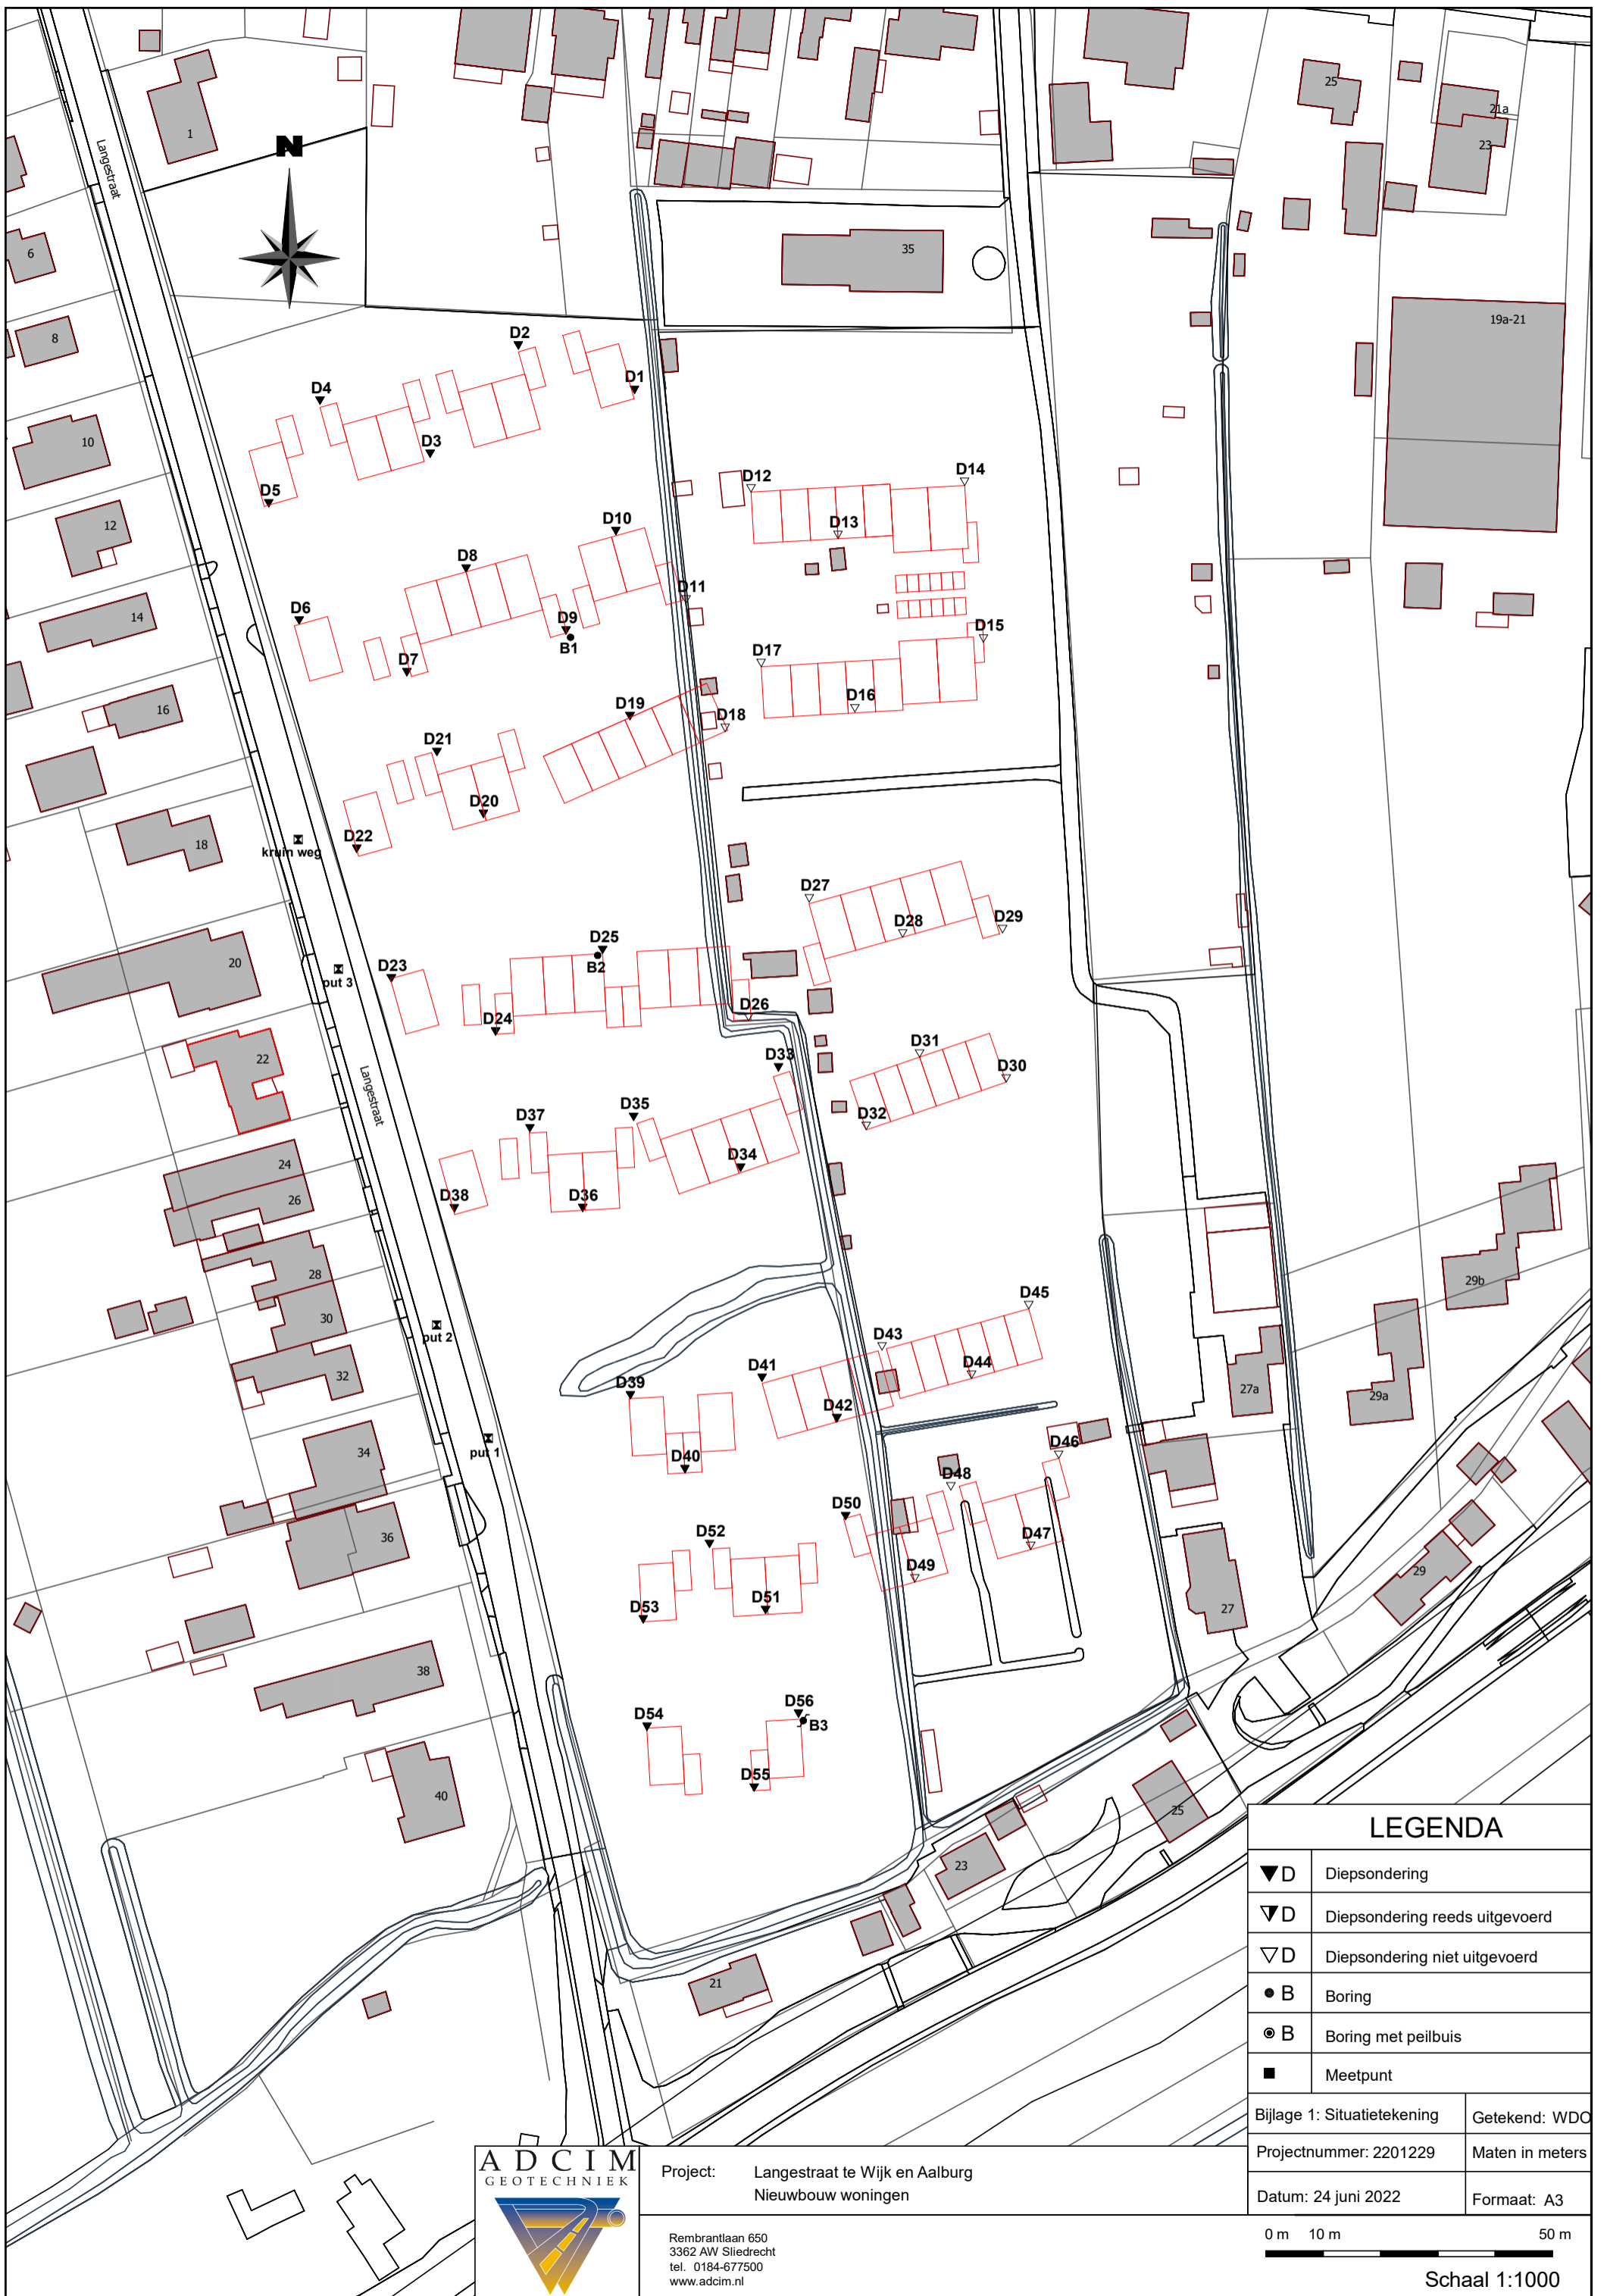 25
21a
1
23
Langestraat
N
6
35
8
19a-21
D2
D1
D4
D3
10
D5
D12
D14
12
D13
D10
D8
D11
14
D6
D9
B1
D15
D7
D17
16
D16
D19
D18
D21
D20
18
D22
kruin weg
D27
D28
D29
20
D25
B2
D23
put 3
D26
D24
22
D31
D33
D30
Langestraat
D37
D35
D32
24
D34
26
D38
D36
28
29b
30
D45
put 2
D43
32
D41
D44
D39
27a
29a
D42
34
put 1
D40
D46
D48
D50
36
D52
D47
D49
29
D53
D51
27
38
D54
D56
B3
D55
40
25
23
21
LEGENDA
D Diepsondering
D Diepsondering reeds uitgevoerd
D Diepsondering niet uitgevoerd
B Boring
B Boring met peilbuis
Meetpunt
Bijlage 1: Situatietekening Getekend: WDO
Projectnummer: 2201229 Maten in meters
Datum: 24 juni 2022 Formaat: A3
ADCIM
GEOTECHNIEK
Project: Langestraat te Wijk en Aalburg
Nieuwbouw woningen
Rembrantlaan 650
3362 AW Sliedrecht
tel. 0184-677500
www.adcim.nl
0 m 10 m 50 m
Schaal 1:1000